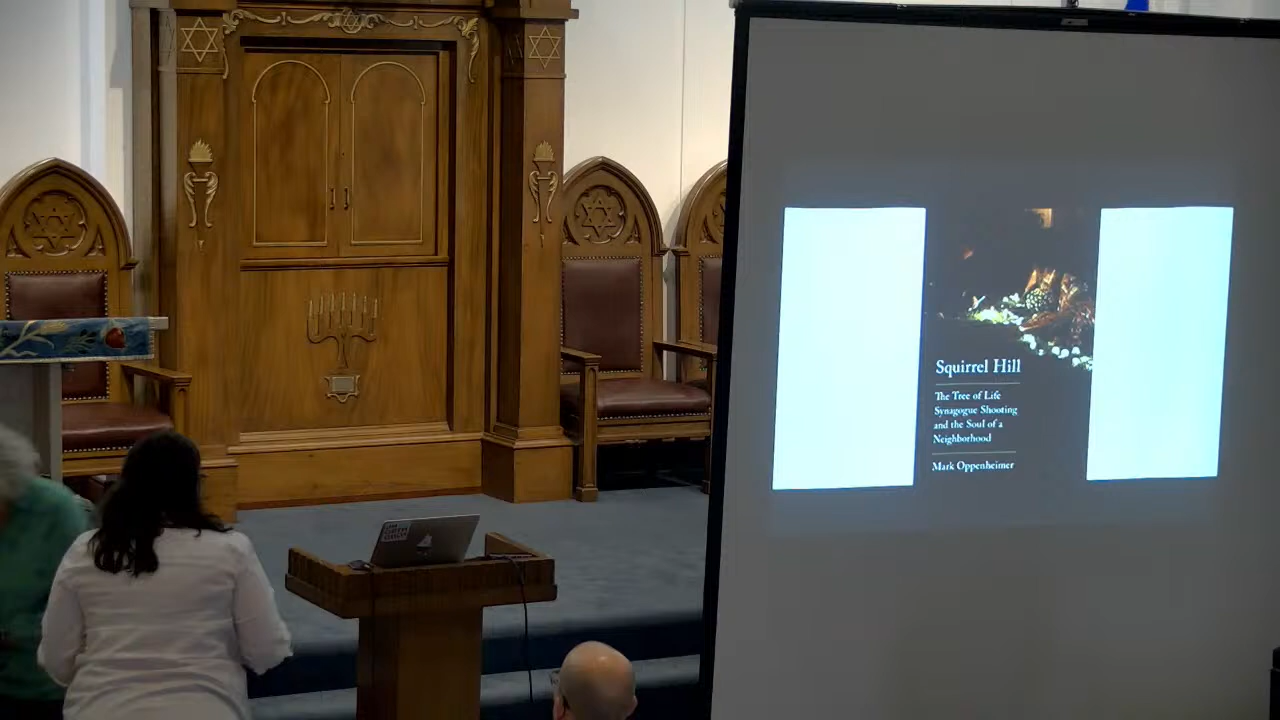 Squirrel Hill
The Tree of Life
Synagogue Shooting
and the Soul of a
Neighborhood
Mark Oppenheimer